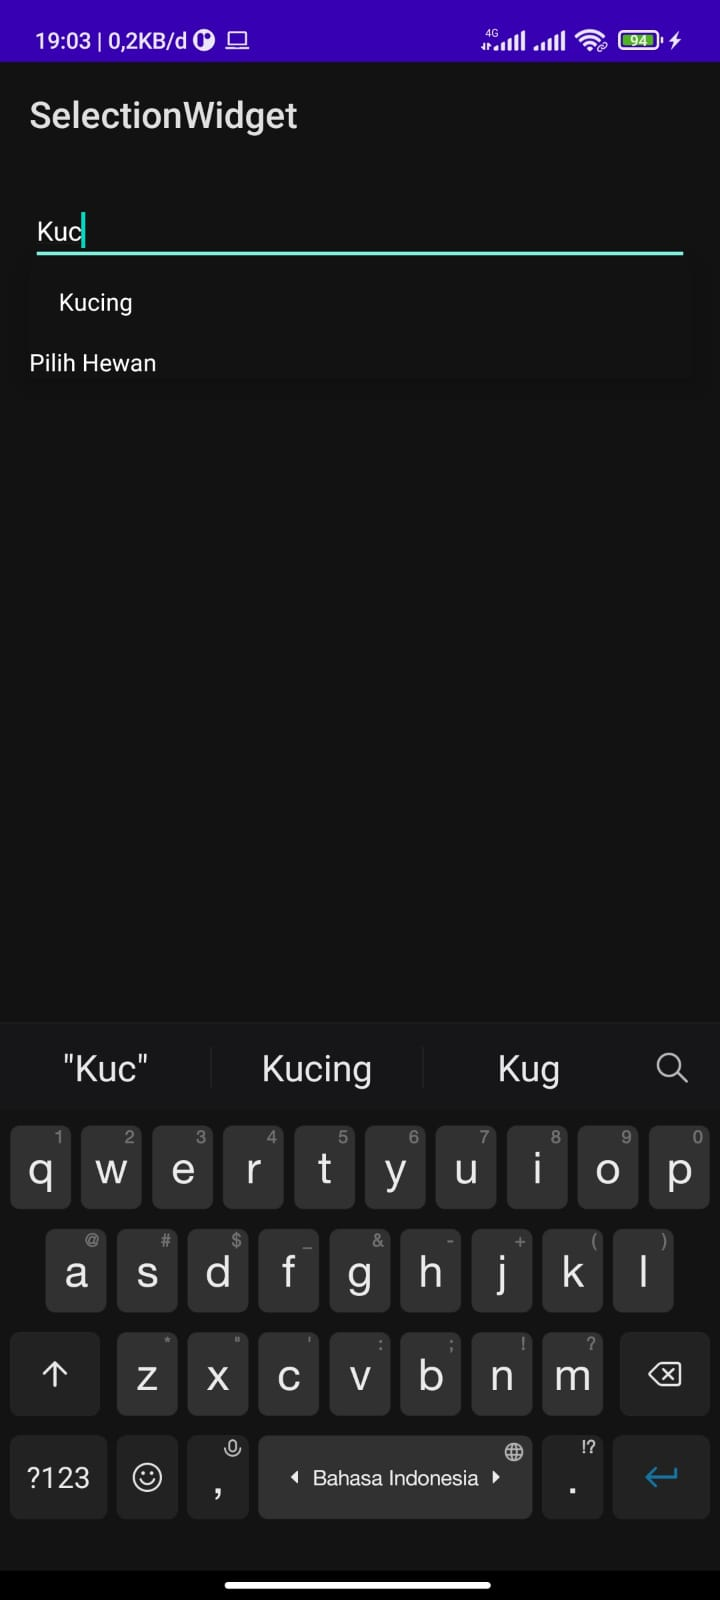 19:03 | 0,2KB/d
4G
94
SelectionWidget
Kuc
Kucing
Pilih Hewan
"Kuc" Kucing Kug
1 2 3 4 5 6 7 8 9 0
q w e r t y u i o p
@ # $ _ & - + ( )
a s d f g h j k l
* " ' : ; ! ?
z x c v b n m
?123 , Bahasa Indonesia . !?